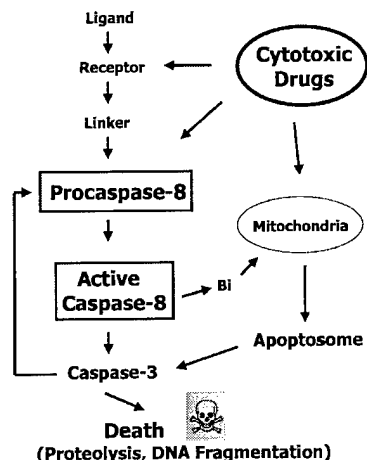 Ligand
Receptor
Cytotoxic
Drugs
Linker
Procaspase-8
Mitochondria
Active
Caspase-8
Bi
Apoptosome
Caspase-3
Death
(Proteolysis, DNA Fragmentation)